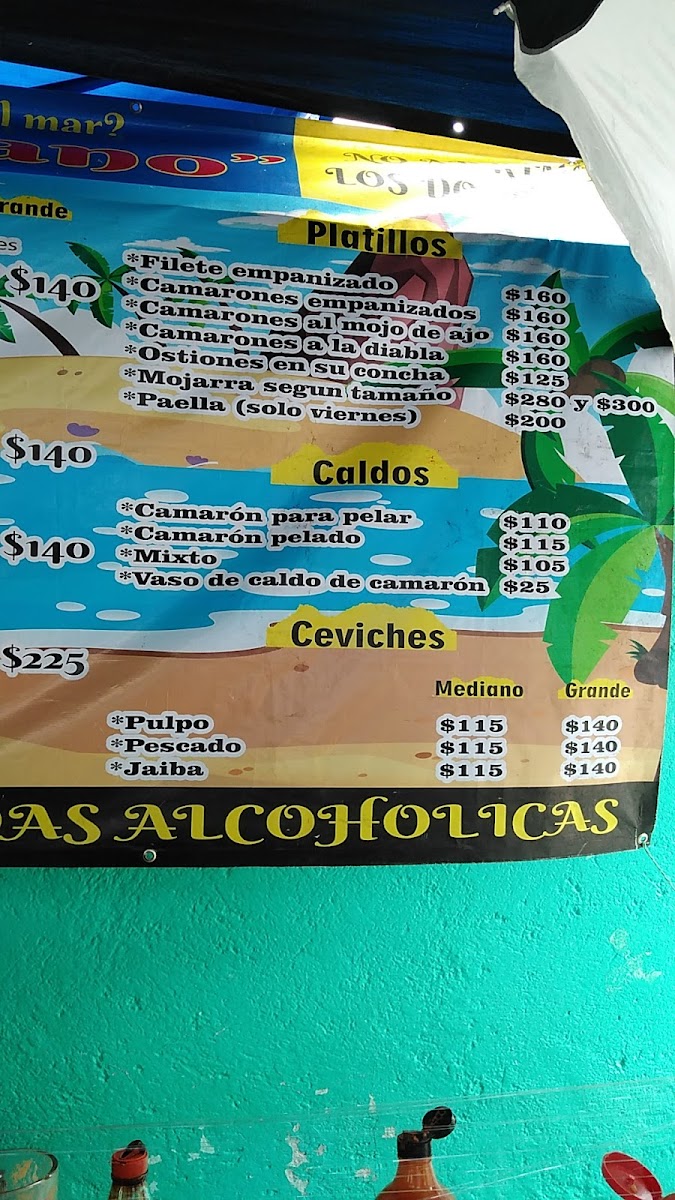 l mar?
ano"
LOS
rande
es
$140
$140
$140
$225
Platillos
*Filete empanizado $160
*Camarones empanizados $160
*Camarones al mojo de ajo $160
*Camarones a la diabla $160
*Ostiones en su concha $125
*Mojarra segun tamaño $280 y $300
*Paella (solo viernes) $200
Caldos
*Camarón para pelar $110
*Camarón pelado $115
*Mixto $105
*Vaso de caldo de camarón $25
Ceviches
Mediano Grande
*Pulpo $115 $140
*Pescado $115 $140
*Jaiba $115 $140
DAS ALCOHOLICAS